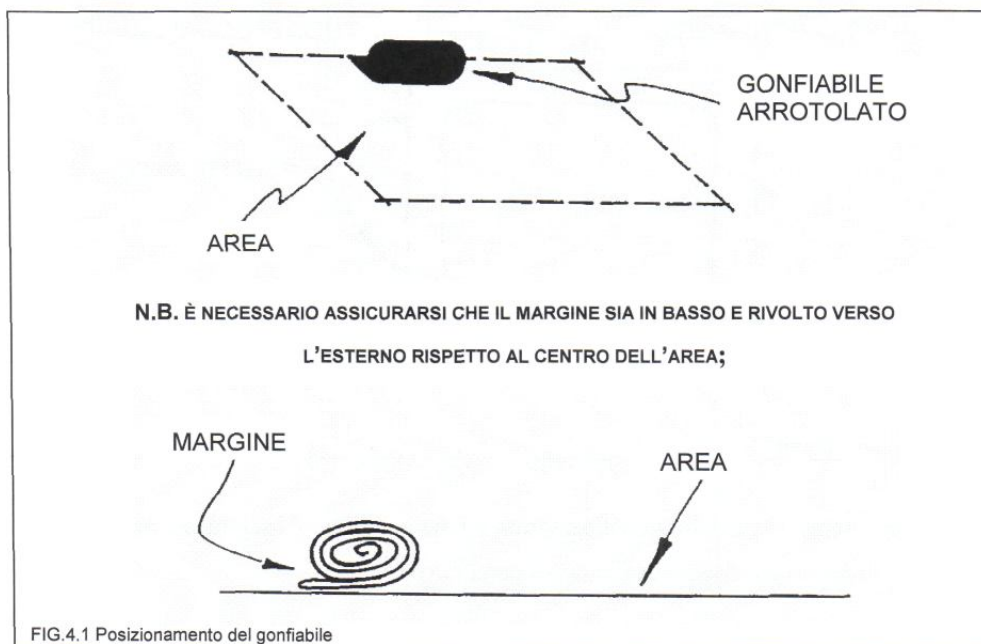 GONFIABILE
ARROTOLATO
AREA
N.B. È NECESSARIO ASSICURARSI CHE IL MARGINE SIA IN BASSO E RIVOLTO VERSO
L'ESTERNO RISPETTO AL CENTRO DELL'AREA;
MARGINE
AREA
FIG.4.1 Posizionamento del gonfiabile